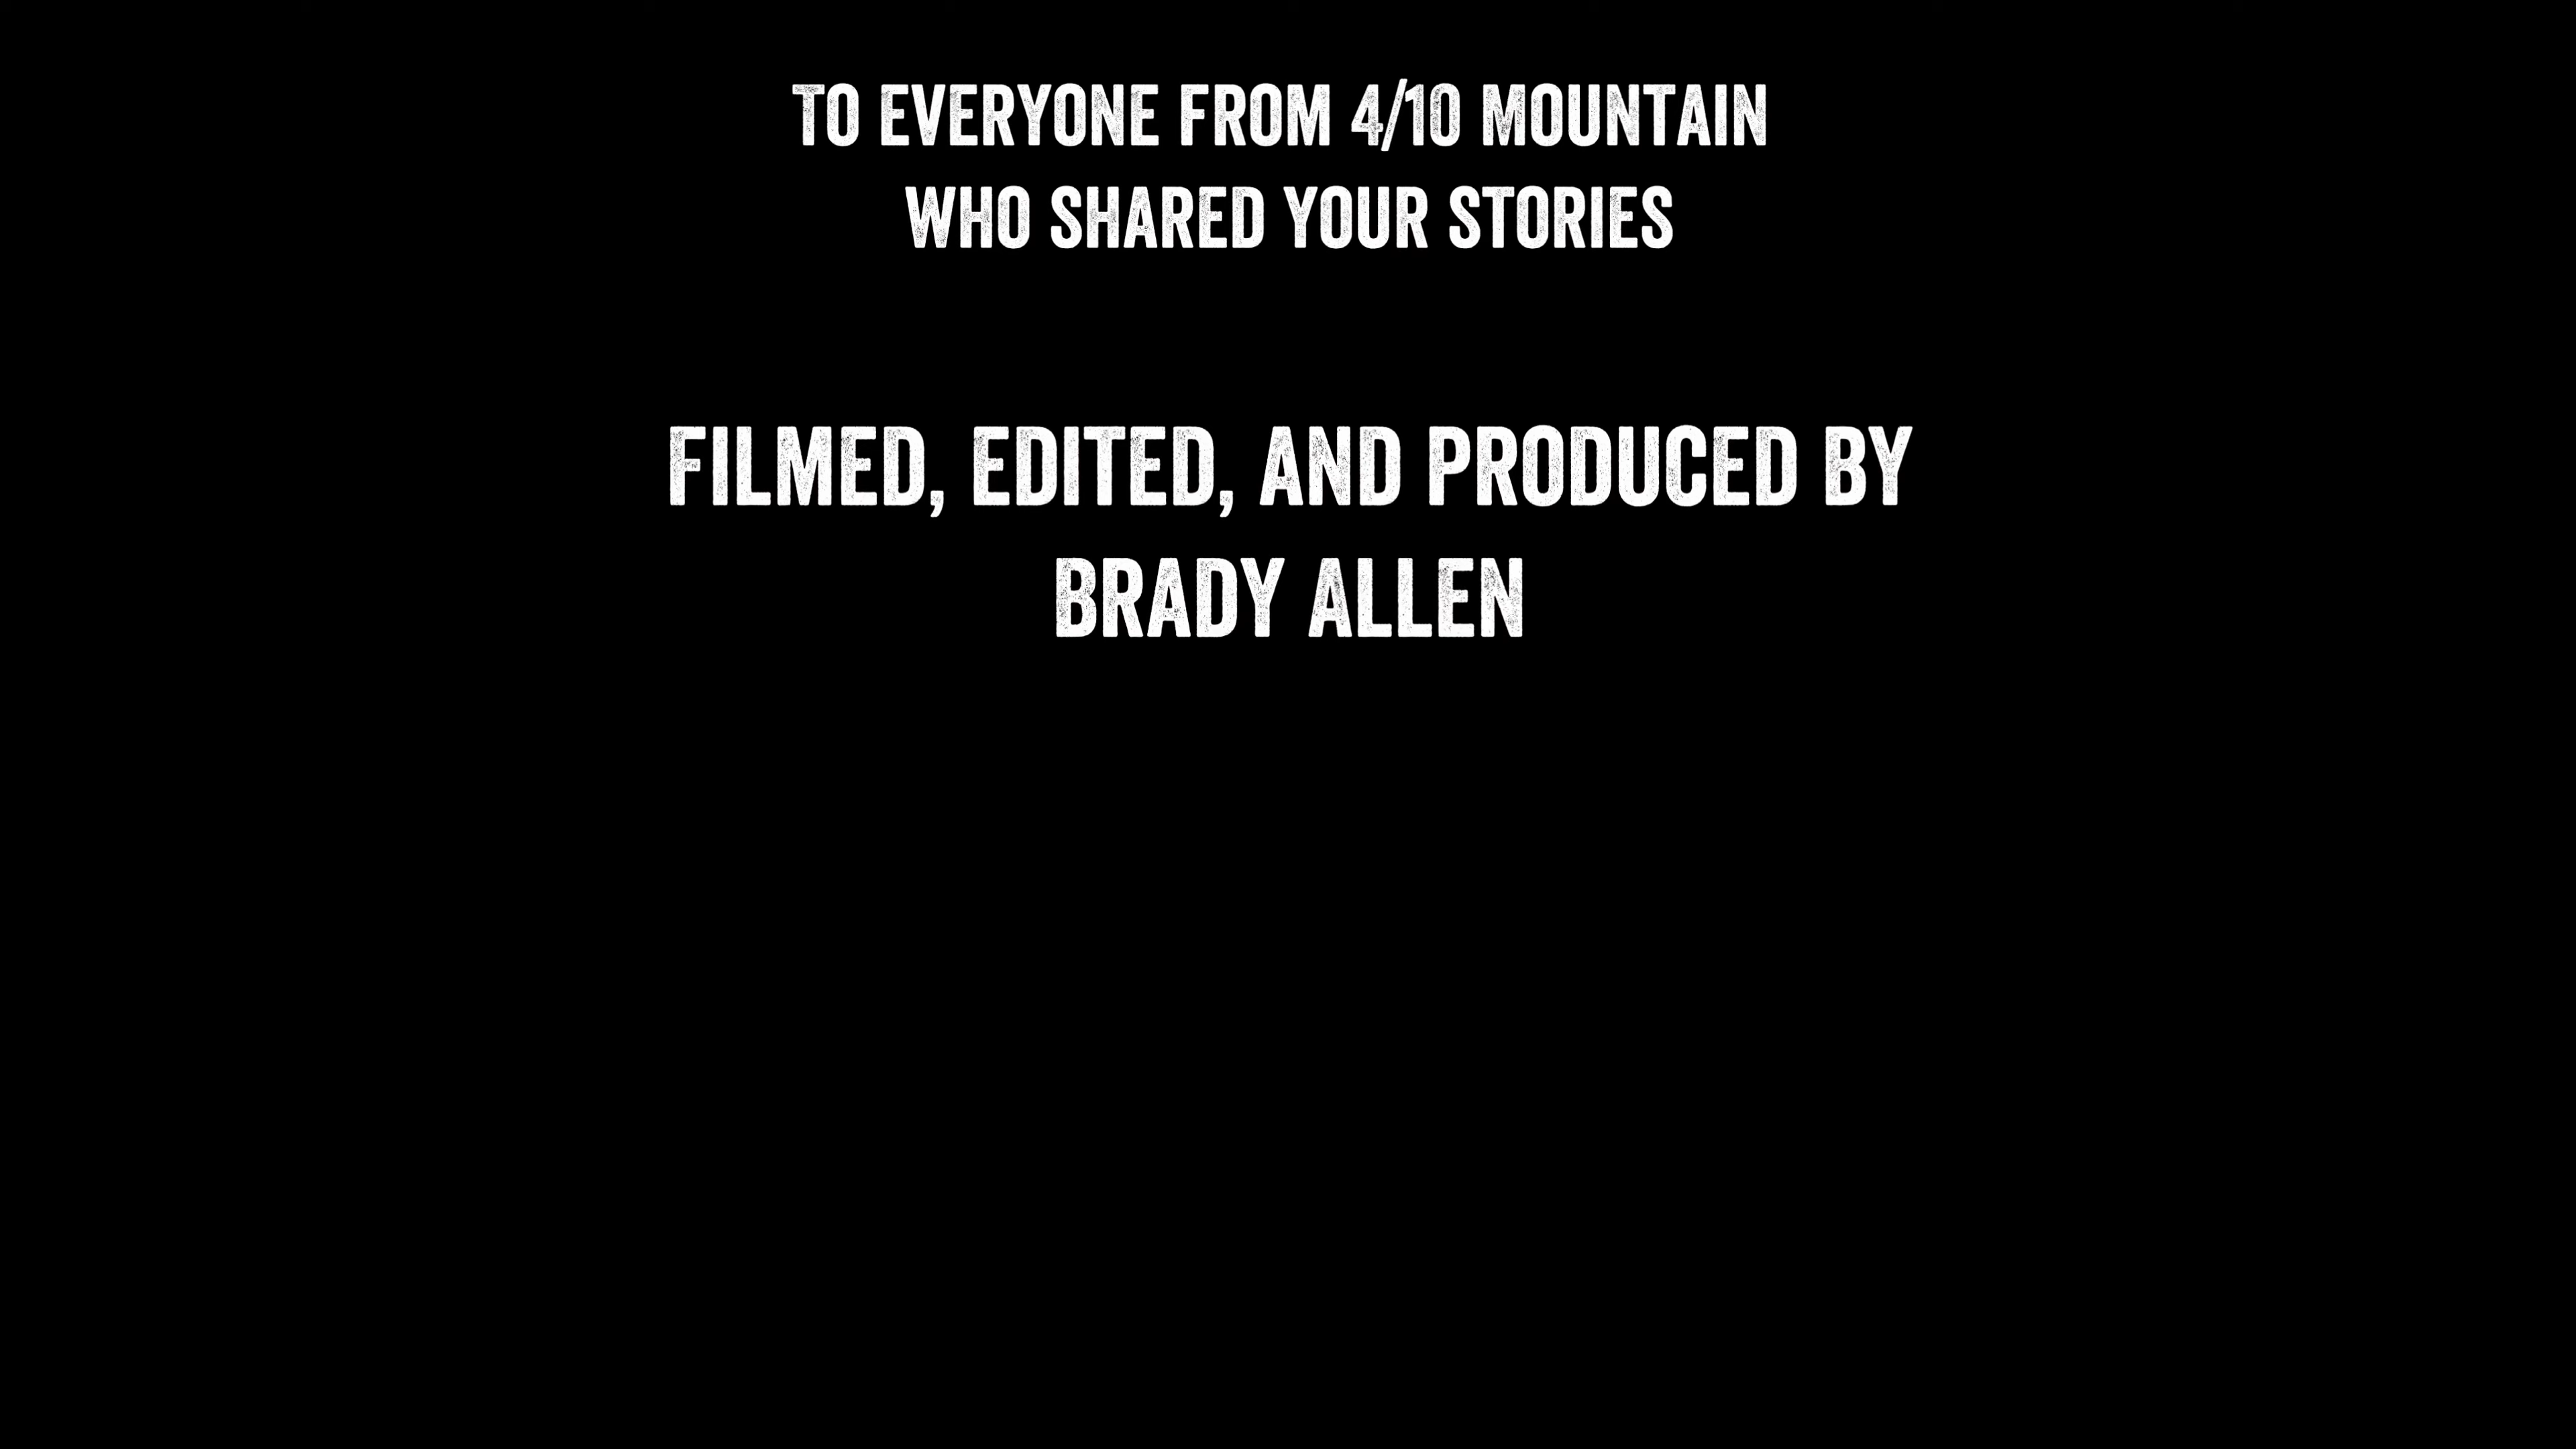 TO EVERYONE FROM 4/10 MOUNTAIN
WHO SHARED YOUR STORIES
FILMED, EDITED, AND PRODUCED BY
BRADY ALLEN